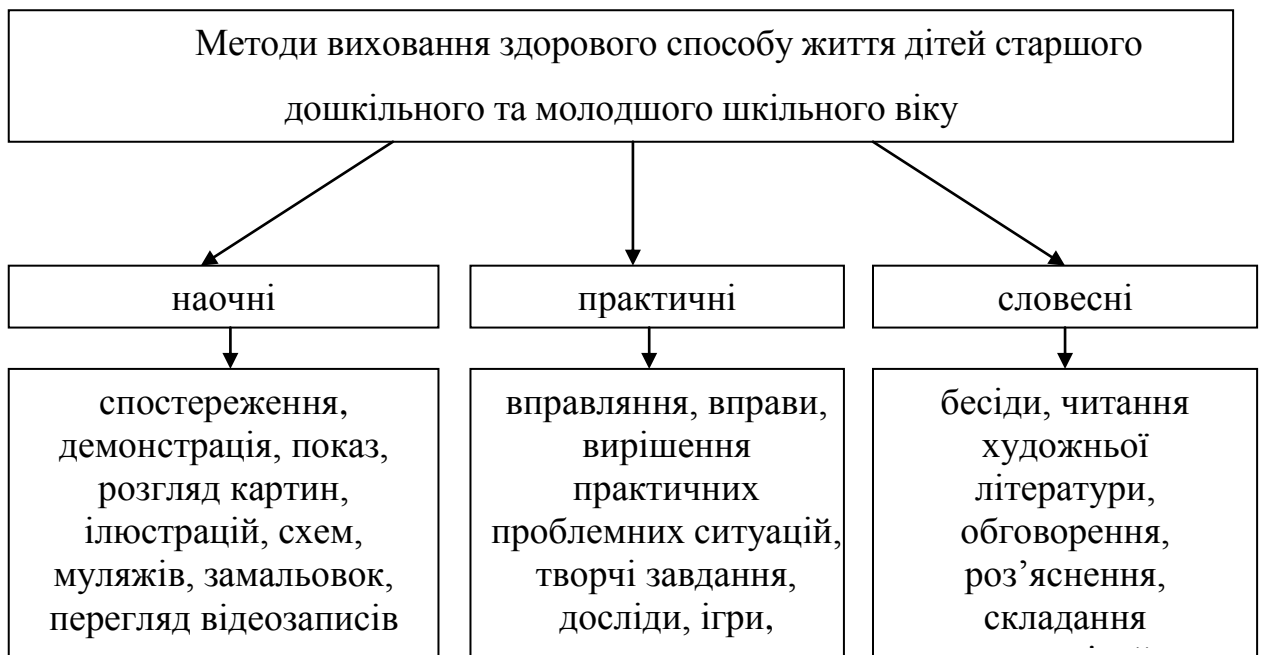 Методи виховання здорового способу життя дітей старшого
дошкільного та молодшого шкільного віку
наочні
практичні
словесні
спостереження,
демонстрація, показ,
розгляд картин,
ілюстрацій, схем,
муляжів, замальовок,
перегляд відеозаписів
вправляння, вправи,
вирішення
практичних
проблемних ситуацій,
творчі завдання,
досліди, ігри,
бесіди, читання
художньої
літератури,
обговорення,
роз’яснення,
складання